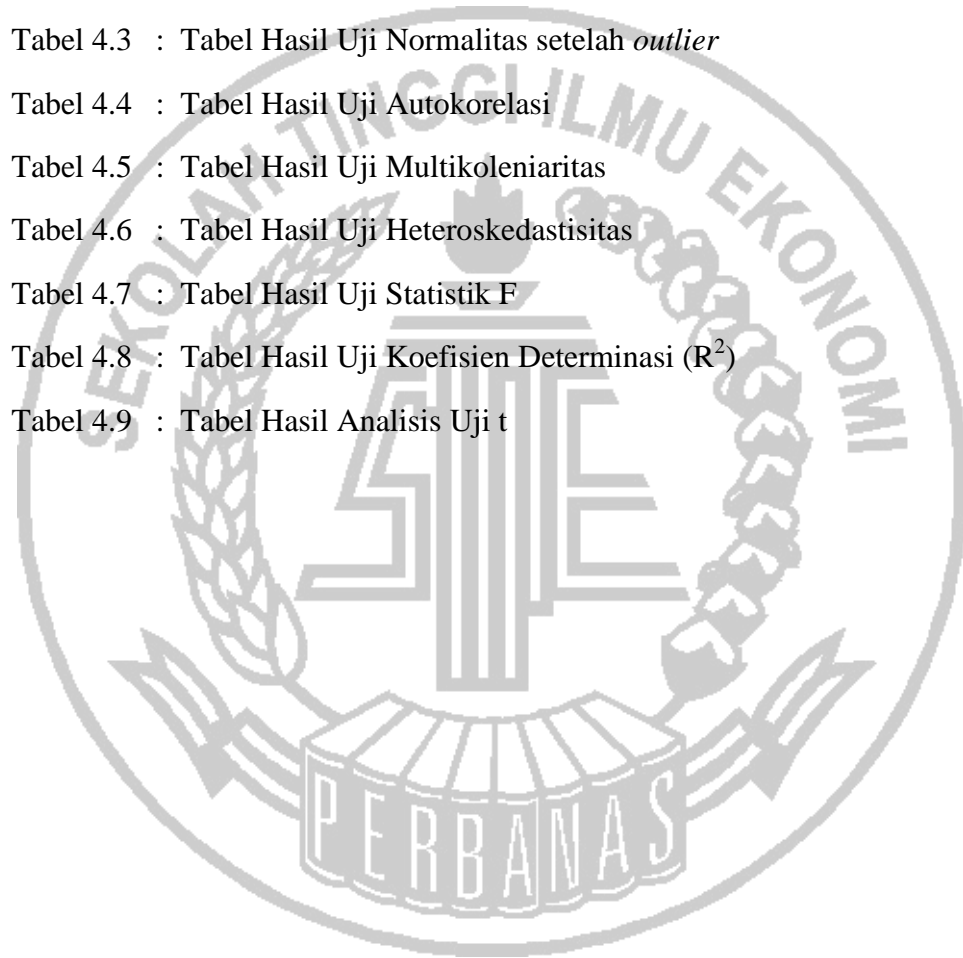 Tabel 4.3 : Tabel Hasil Uji Normalitas setelah outlier
Tabel 4.4 : Tabel Hasil Uji Autokorelasi
Tabel 4.5 : Tabel Hasil Uji Multikoleniaritas
Tabel 4.6 : Tabel Hasil Uji Heteroskedastisitas
Tabel 4.7 : Tabel Hasil Uji Statistik F
Tabel 4.8 : Tabel Hasil Uji Koefisien Determinasi (R²)
Tabel 4.9 : Tabel Hasil Analisis Uji t
SEKOLAH TINGGI ILMU EKONOMI
STIE
PERBANAS